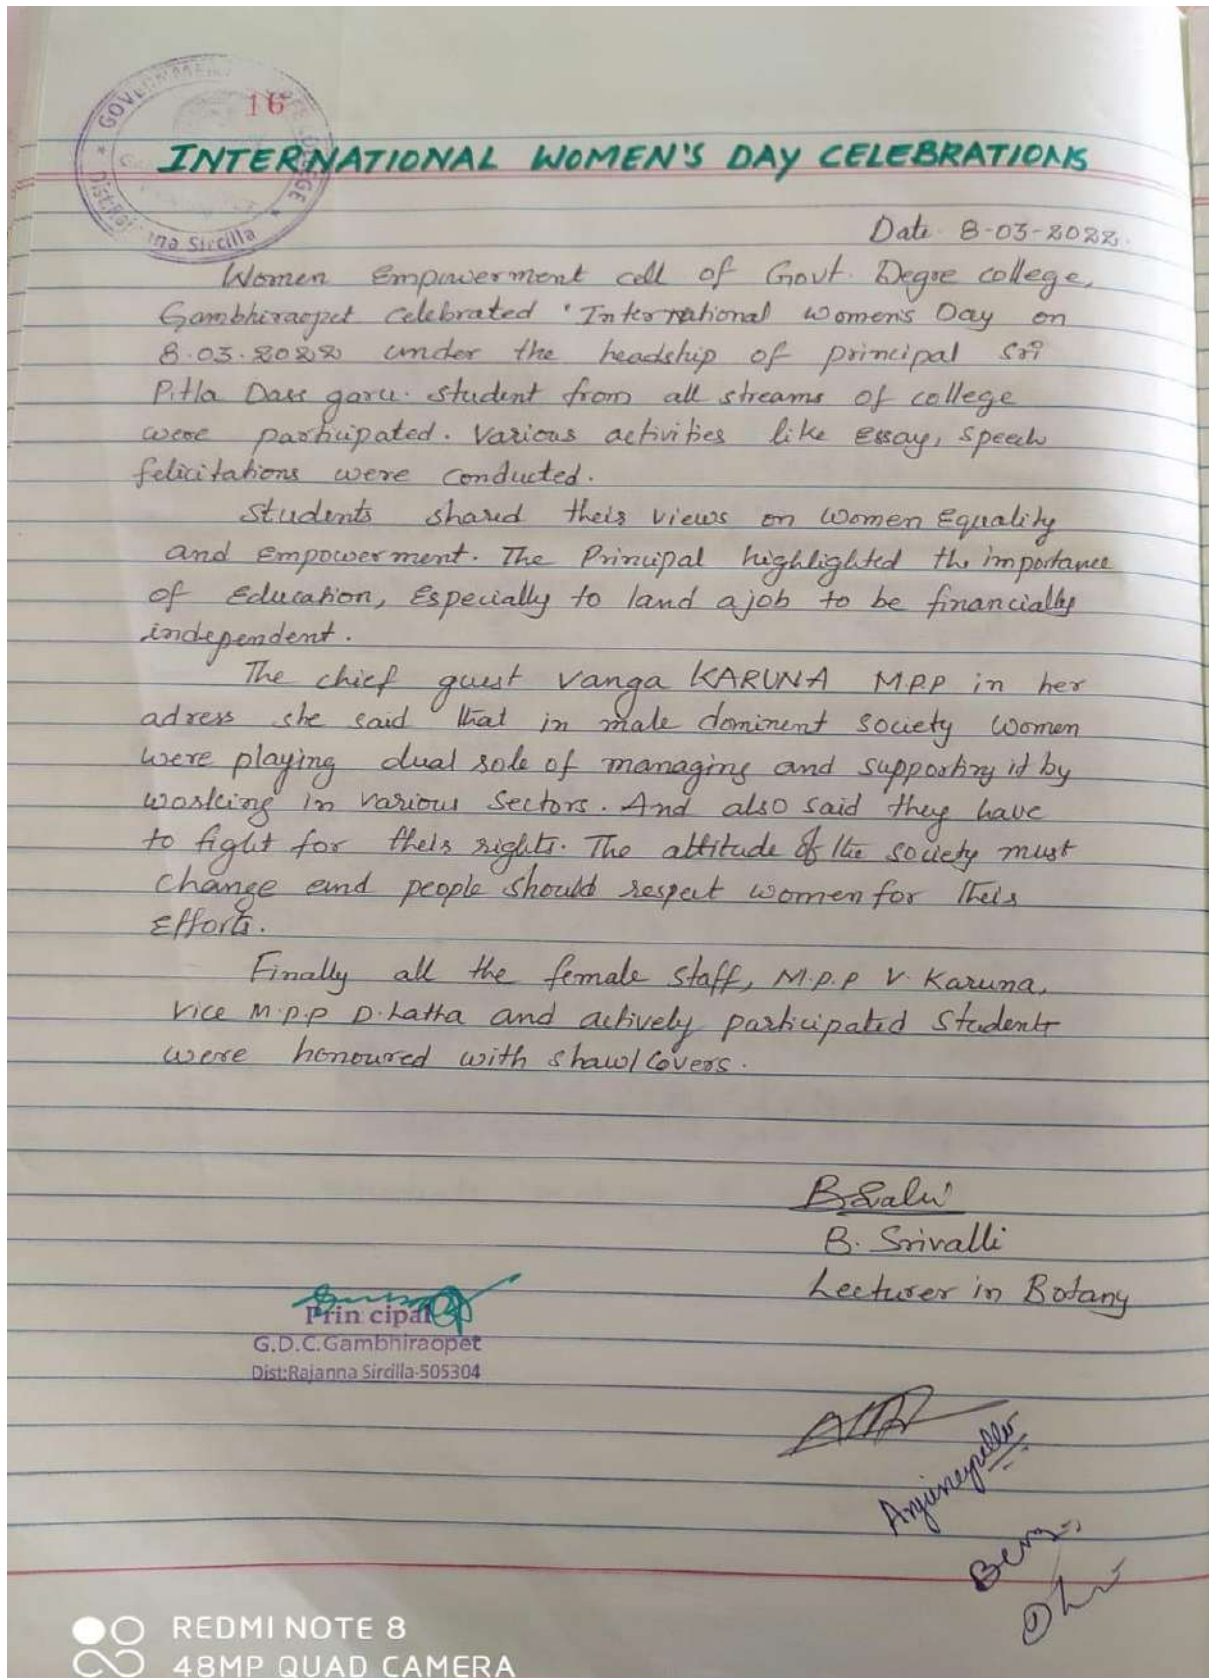 GOVERNMENT DEGREE COLLEGE
Dist:Rajanna Sircilla
16
INTERNATIONAL WOMEN'S DAY CELEBRATIONS
Date 8-03-2022.
Women Empowerment cell of Govt. Degre college,
Gambhiraopet celebrated 'International women's Day on
8.03.2022 under the headship of principal Sri
Pitla Dass garu. student from all streams of college
were participated. Various activities like essay, speech
felicitations were conducted.
Students shared their views on women Equality
and Empowerment. The Principal highlighted the importance
of Education, Especially to land a job to be financially
independent.
The chief guest Vanga KARUNA M.P.P in her
adress she said that in male dominent society women
were playing dual role of managing and supporting it by
working in various sectors. And also said they have
to fight for their rights. The attitude of the society must
change and people should respect women for their
efforts.
Finally all the female staff, M.P.P V. Karuna,
vice M.P.P D. Latha and actively participated students
were honoured with shawl/covers.
B. Srivalli
Lecturer in Botany
Principal
G.D.C.Gambhiraopet
Dist:Rajanna Sircilla-505304
REDMI NOTE 8
48MP QUAD CAMERA